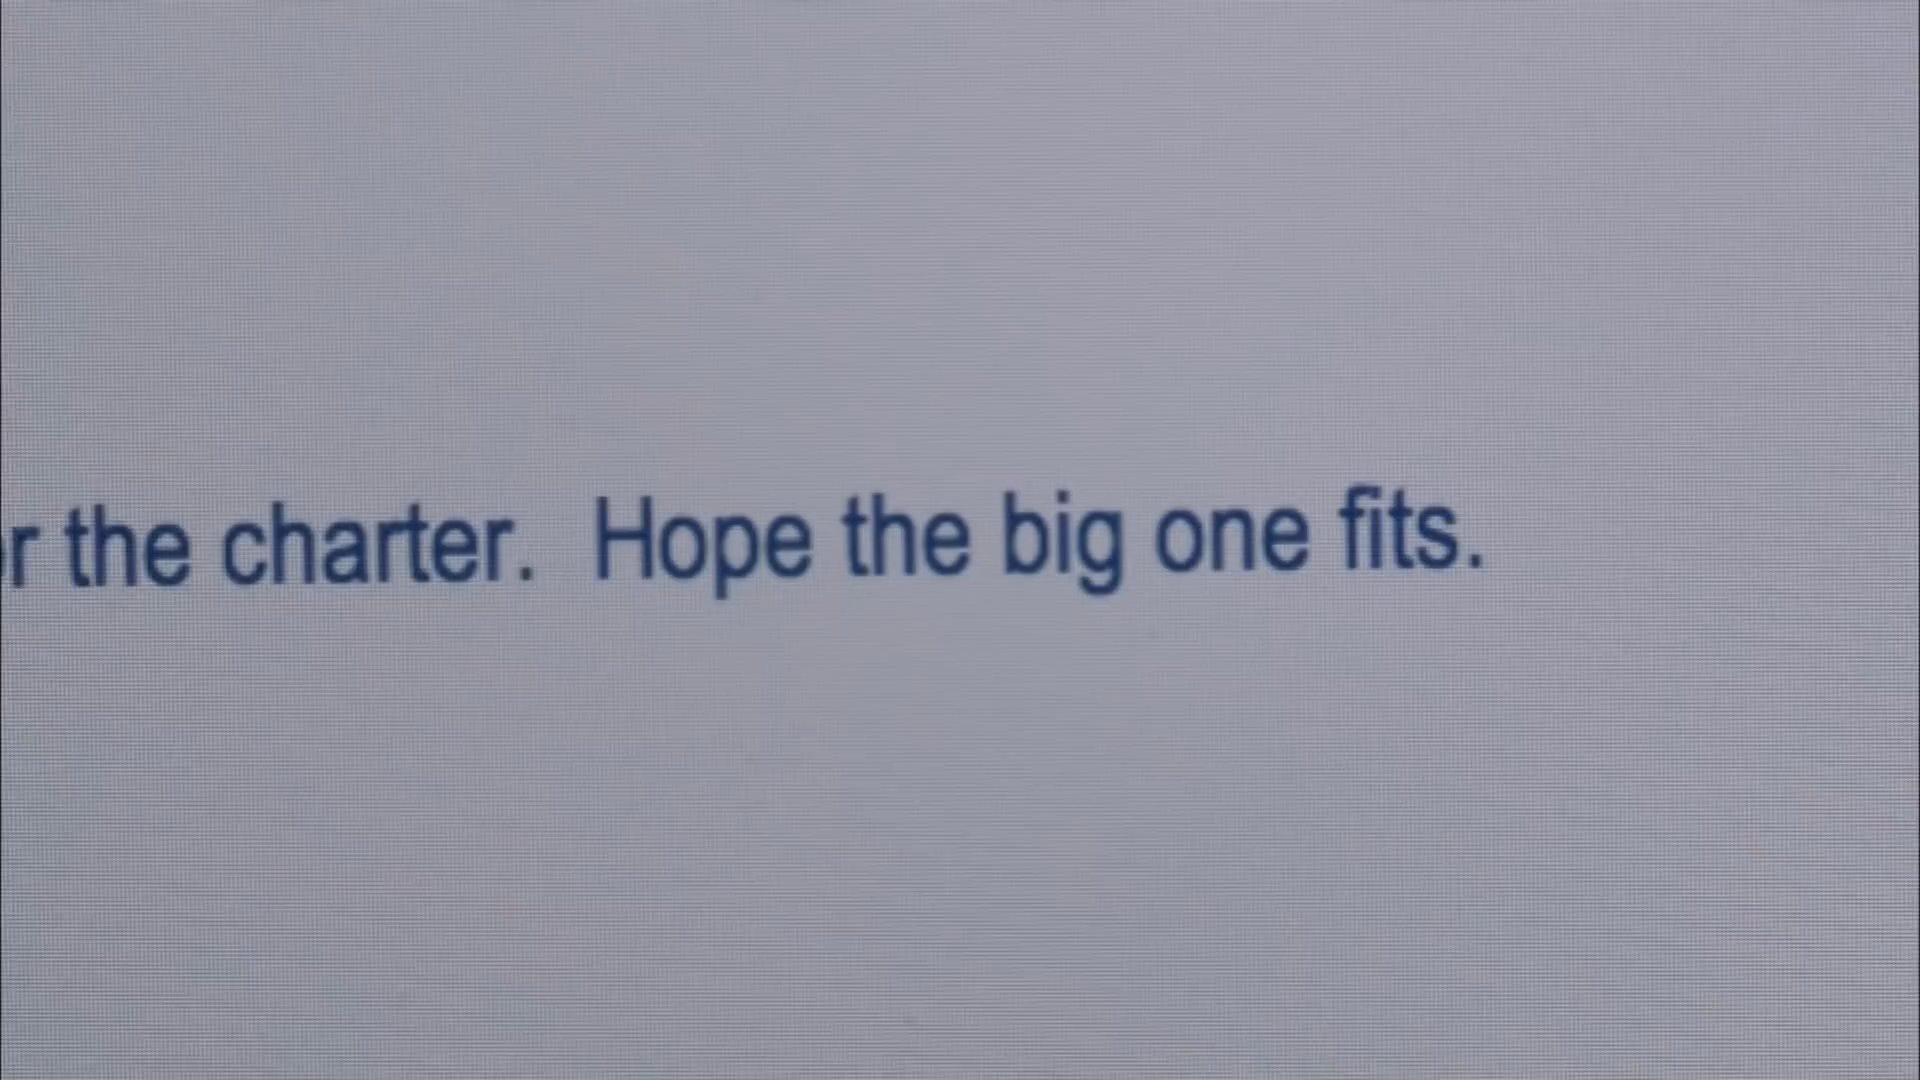 r the charter.  Hope the big one fits.